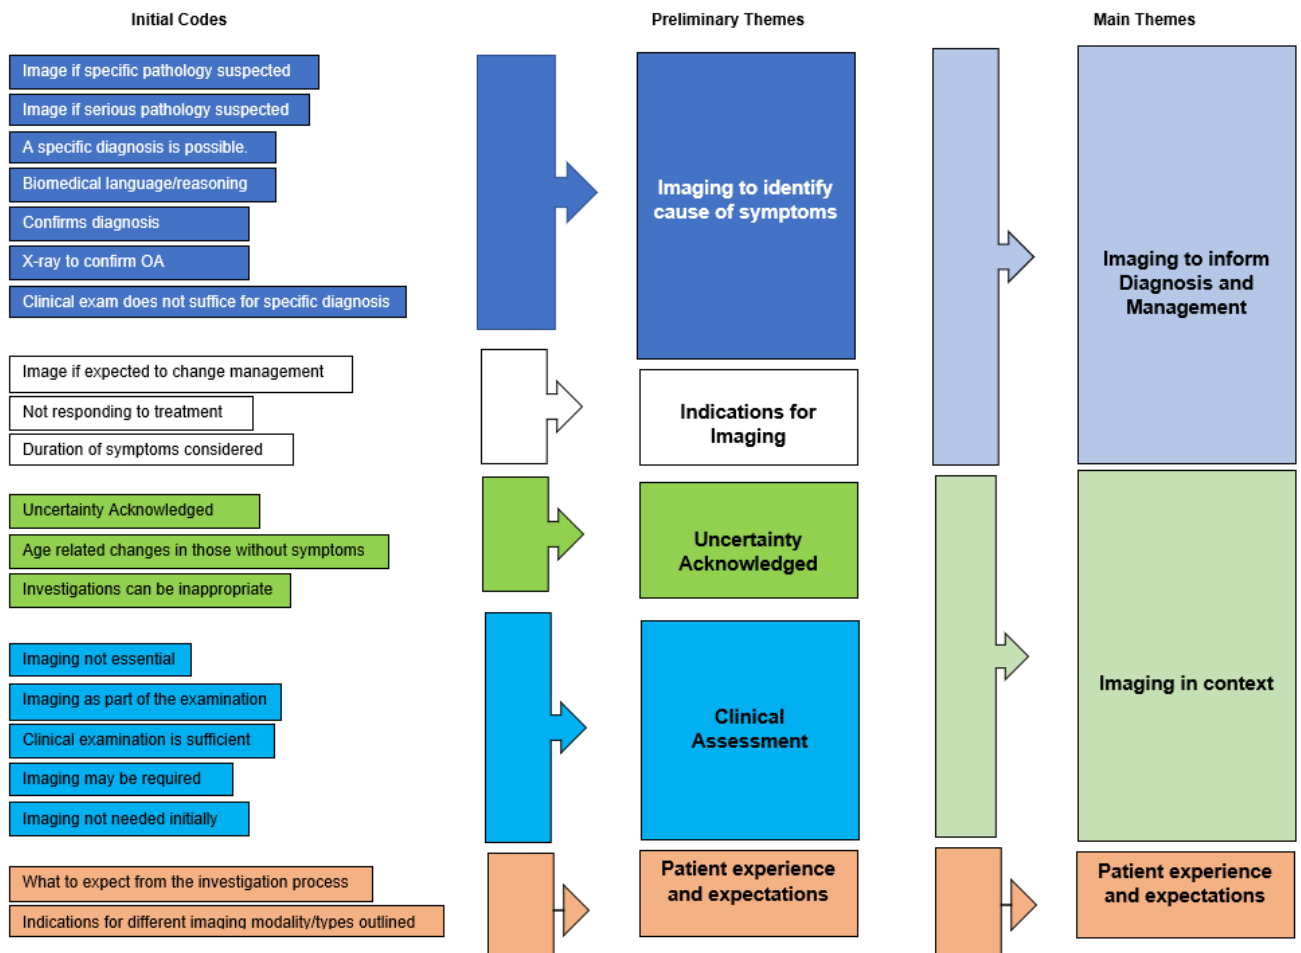 Initial Codes
Preliminary Themes
Main Themes
Image if specific pathology suspected
Image if serious pathology suspected
A specific diagnosis is possible.
Biomedical language/reasoning
Confirms diagnosis
X-ray to confirm OA
Clinical exam does not suffice for specific diagnosis
Image if expected to change management
Not responding to treatment
Duration of symptoms considered
Uncertainty Acknowledged
Age related changes in those without symptoms
Investigations can be inappropriate
Imaging not essential
Imaging as part of the examination
Clinical examination is sufficient
Imaging may be required
Imaging not needed initially
What to expect from the investigation process
Indications for different imaging modality/types outlined
Imaging to identify
cause of symptoms
Indications for
Imaging
Uncertainty
Acknowledged
Clinical
Assessment
Patient experience
and expectations
Imaging to inform
Diagnosis and
Management
Imaging in context
Patient experience
and expectations